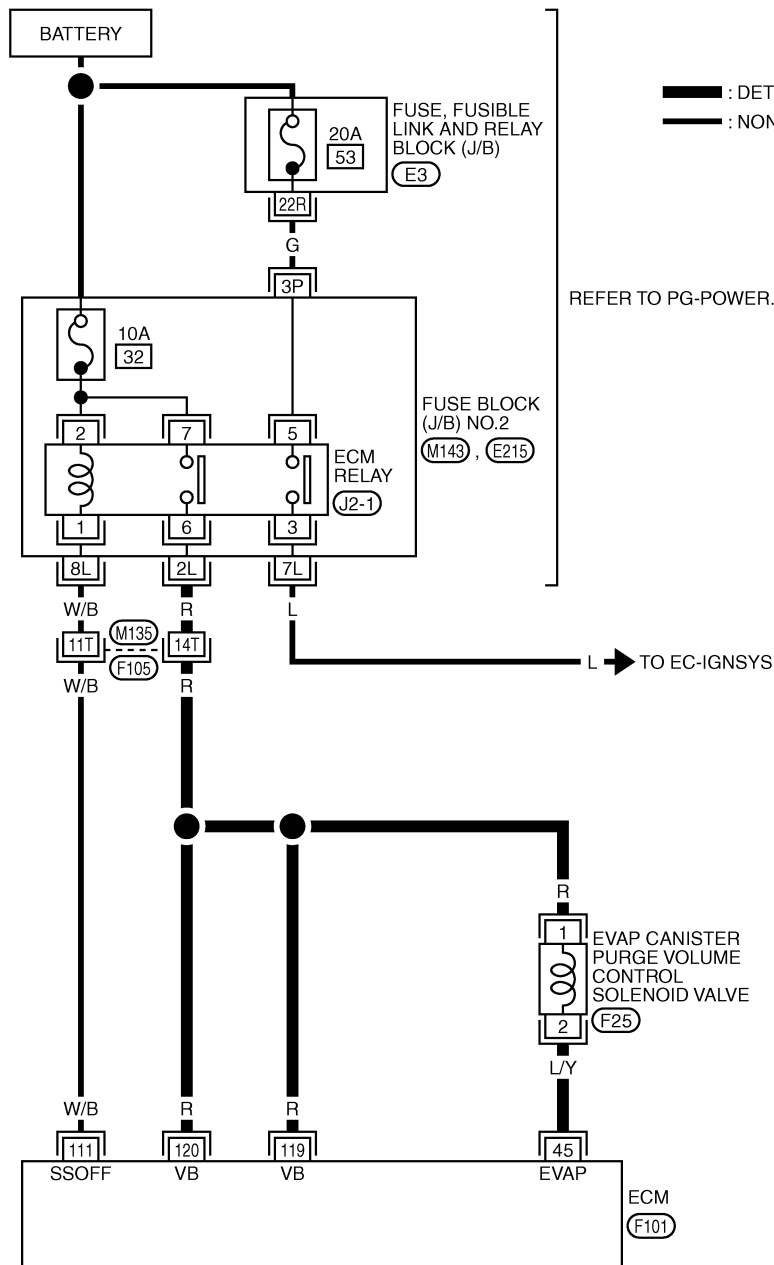 BATTERY
: DET
: NON
FUSE, FUSIBLE
LINK AND RELAY
BLOCK (J/B)
E3
20A
53
22R
G
3P
REFER TO PG-POWER.
10A
32
FUSE BLOCK
(J/B) NO.2
M143 , E215
2
7
5
ECM
RELAY
J2-1
1
6
3
8L
2L
7L
W/B
R
L
11T
M135
14T
F105
W/B
R
L
TO EC-IGNSYS
R
1
EVAP CANISTER
PURGE VOLUME
CONTROL
SOLENOID VALVE
F25
2
L/Y
W/B
R
R
111
120
119
45
SSOFF
VB
VB
EVAP
ECM
F101